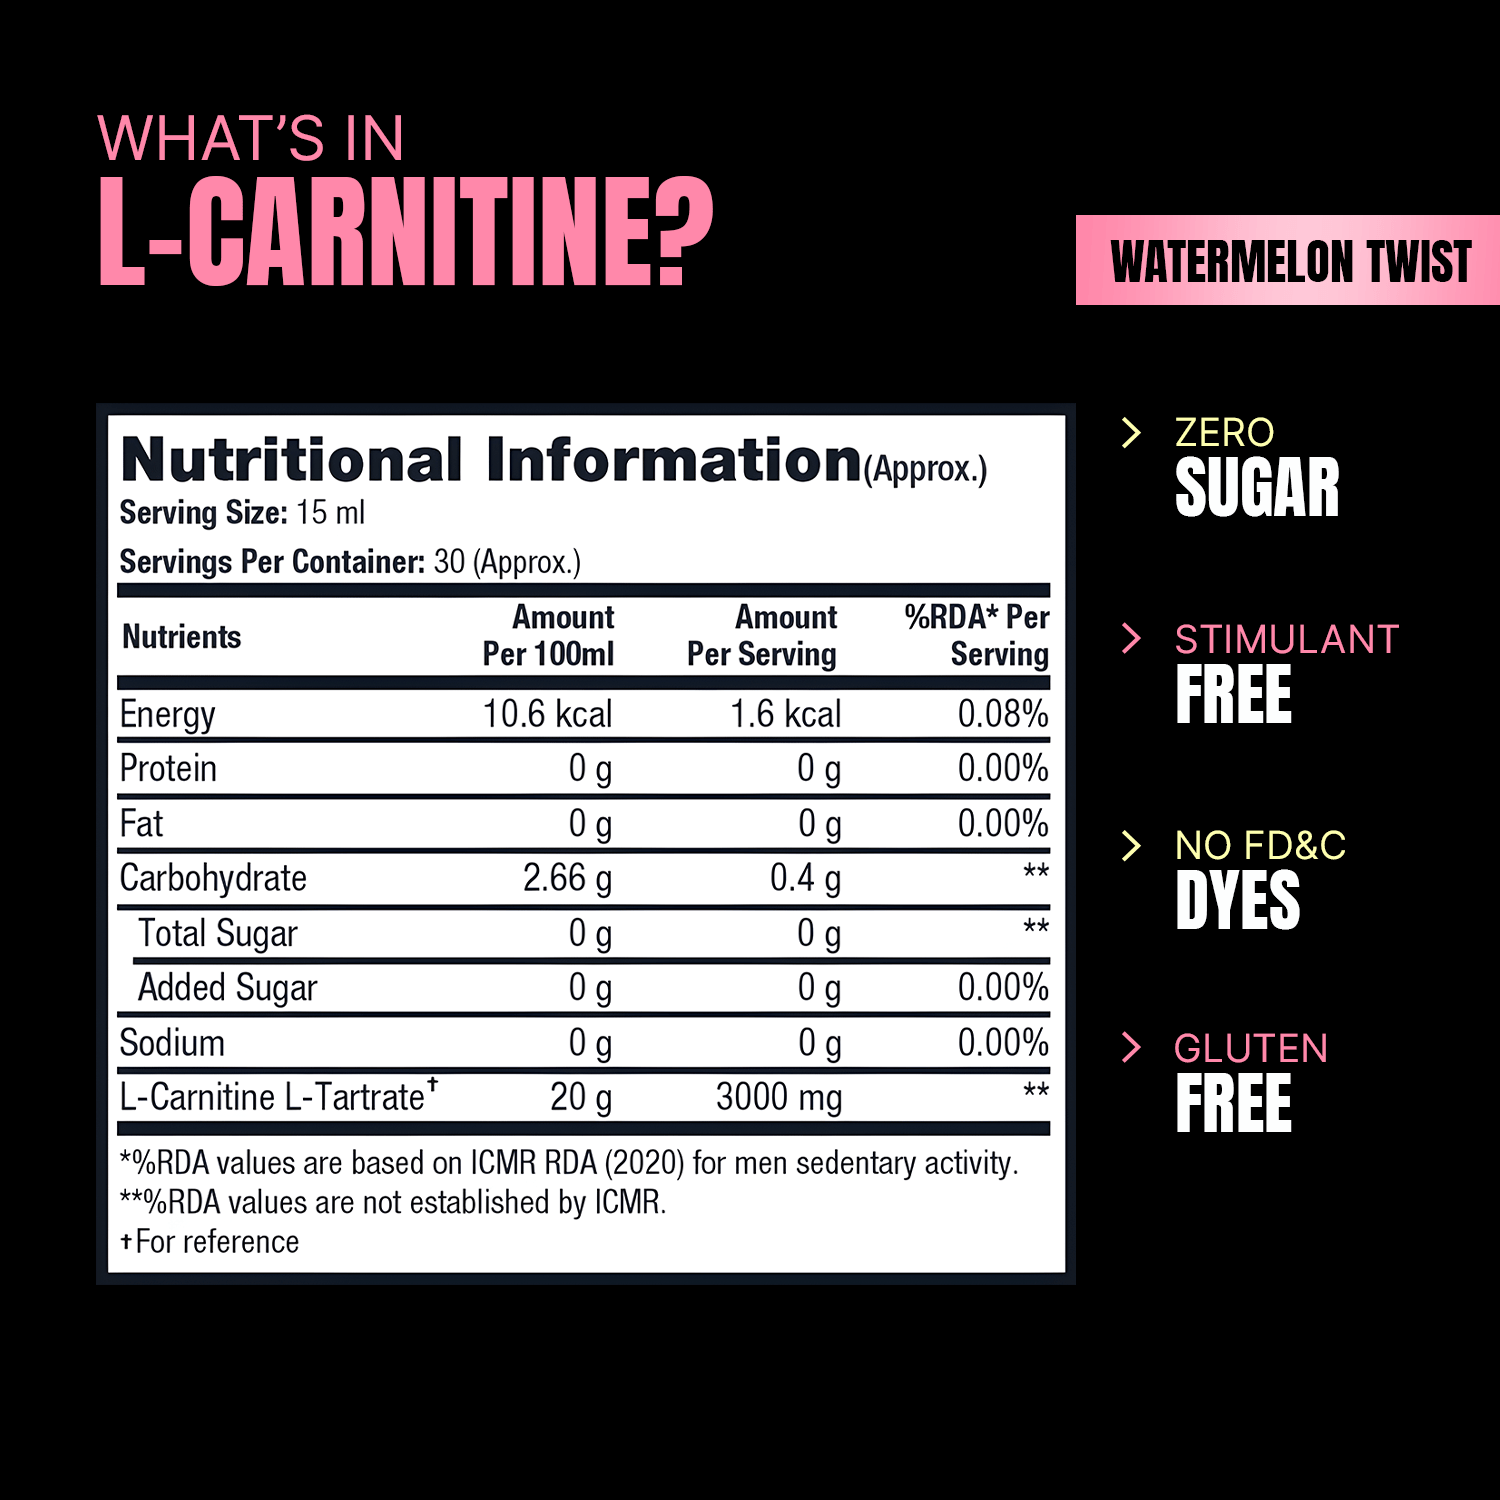 WHAT'S IN
L-CARNITINE?
WATERMELON TWIST
Nutritional Information(Approx.)
Serving Size: 15 ml
Servings Per Container: 30 (Approx.)
Nutrients Amount Per 100ml Amount Per Serving %RDA* Per Serving
Energy 10.6 kcal 1.6 kcal 0.08%
Protein 0 g 0 g 0.00%
Fat 0 g 0 g 0.00%
Carbohydrate 2.66 g 0.4 g **
Total Sugar 0 g 0 g **
Added Sugar 0 g 0 g 0.00%
Sodium 0 g 0 g 0.00%
L-Carnitine L-Tartrate† 20 g 3000 mg **
*%RDA values are based on ICMR RDA (2020) for men sedentary activity.
**%RDA values are not established by ICMR.
†For reference
ZERO
SUGAR
STIMULANT
FREE
NO FD&C
DYES
GLUTEN
FREE